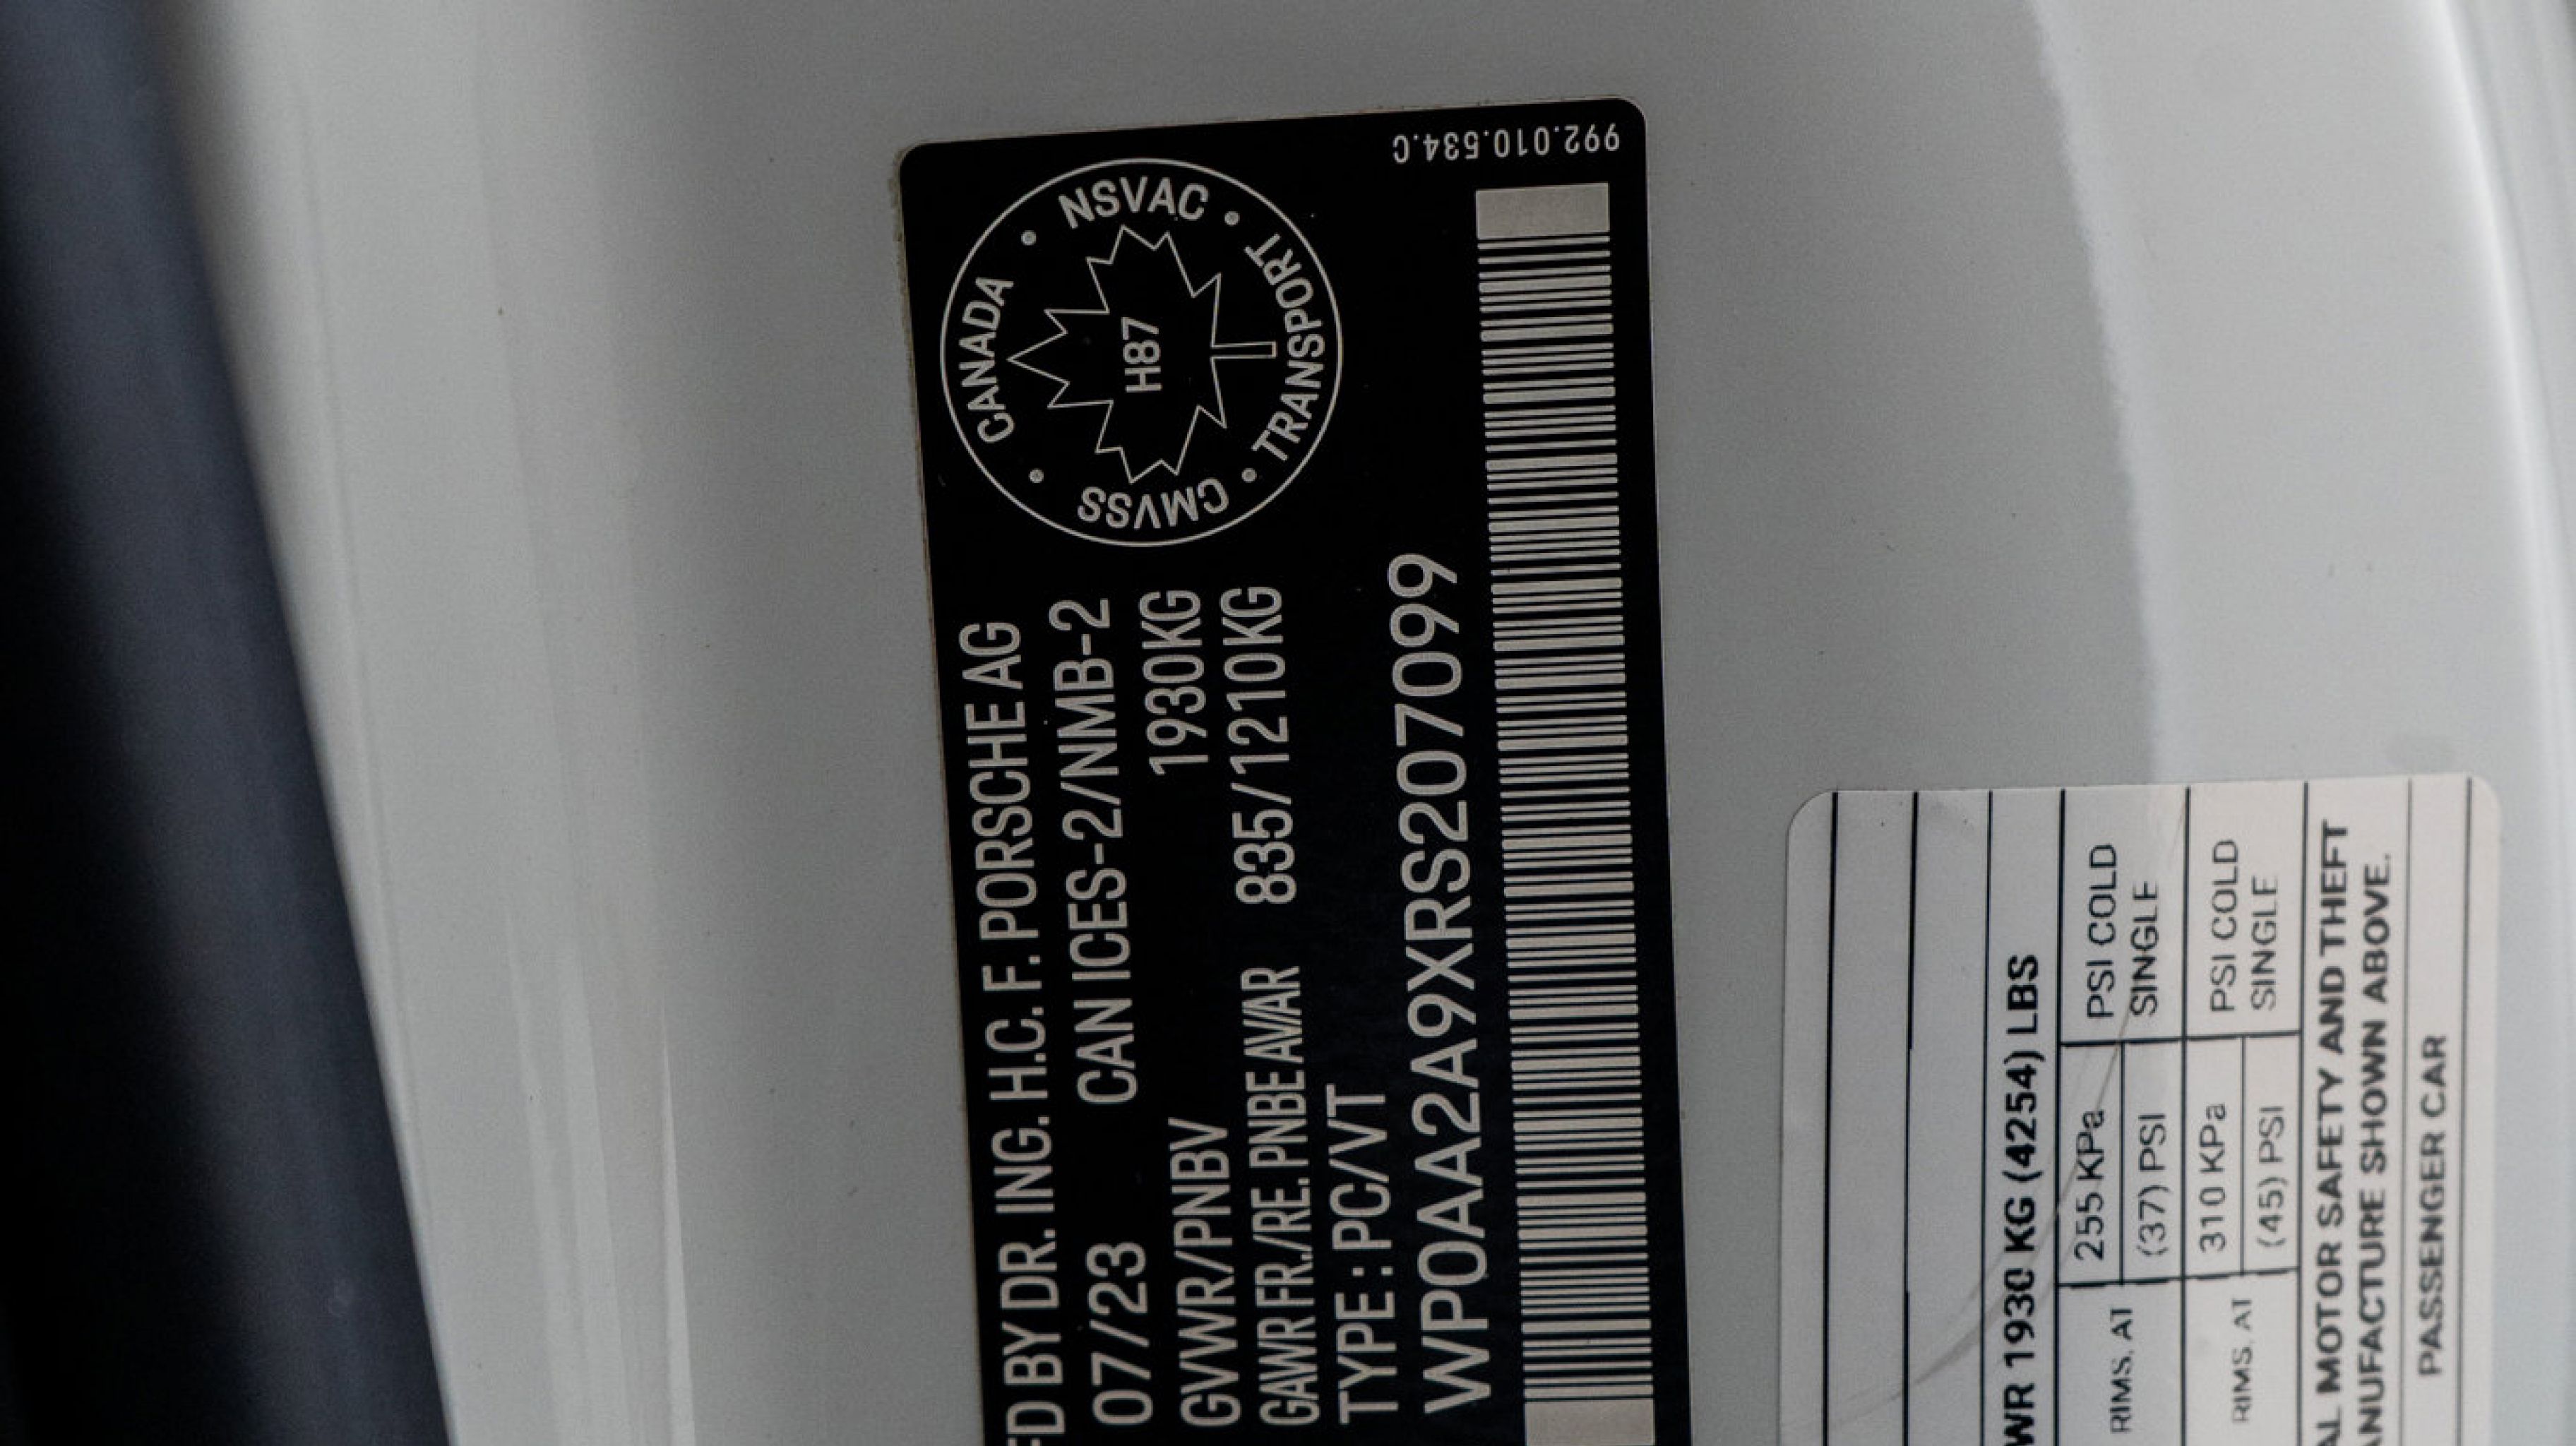 FD BY DR. ING. H.C. F. PORSCHE AG
07/23 CAN ICES-2/NMB-2
GVWR/PNBV 1930KG
GAWR FR./RE. PNBE AV/AR 835/1210KG
TYPE : PC/VT
WP0AA2A9XRS207099
CANADA • NSVAC • TRANSPORT • CMVSS •
H87
992.010.534.C
WR 1930 KG (4254) LBS
RIMS. AT 255 KPa PSI COLD
(37) PSI SINGLE
RIMS. AT 310 KPa PSI COLD
(45) PSI SINGLE
AL MOTOR SAFETY AND THEFT
ANUFACTURE SHOWN ABOVE.
PASSENGER CAR